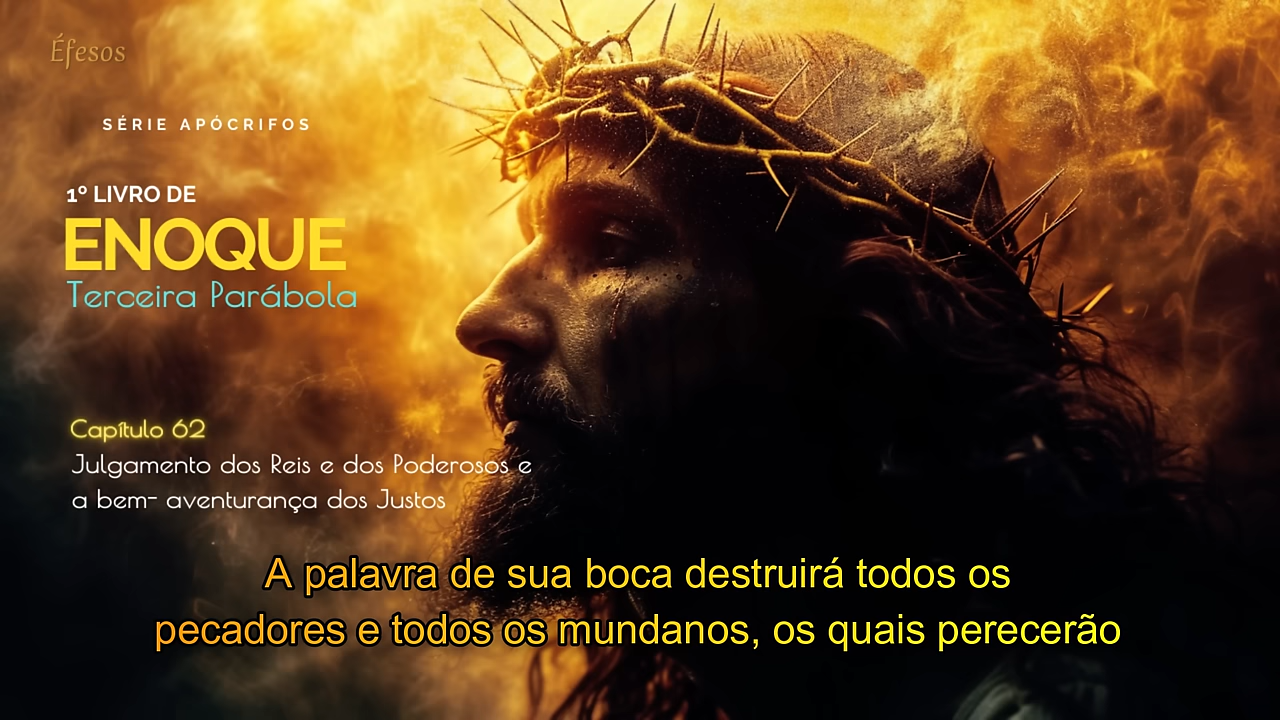 Éfesos
SÉRIE APÓCRIFOS
1º LIVRO DE
ENOQUE
Terceira Parábola
Capítulo 62
Julgamento dos Reis e dos Poderosos e
a bem- aventurança dos Justos
A palavra de sua boca destruirá todos os
pecadores e todos os mundanos, os quais perecerão